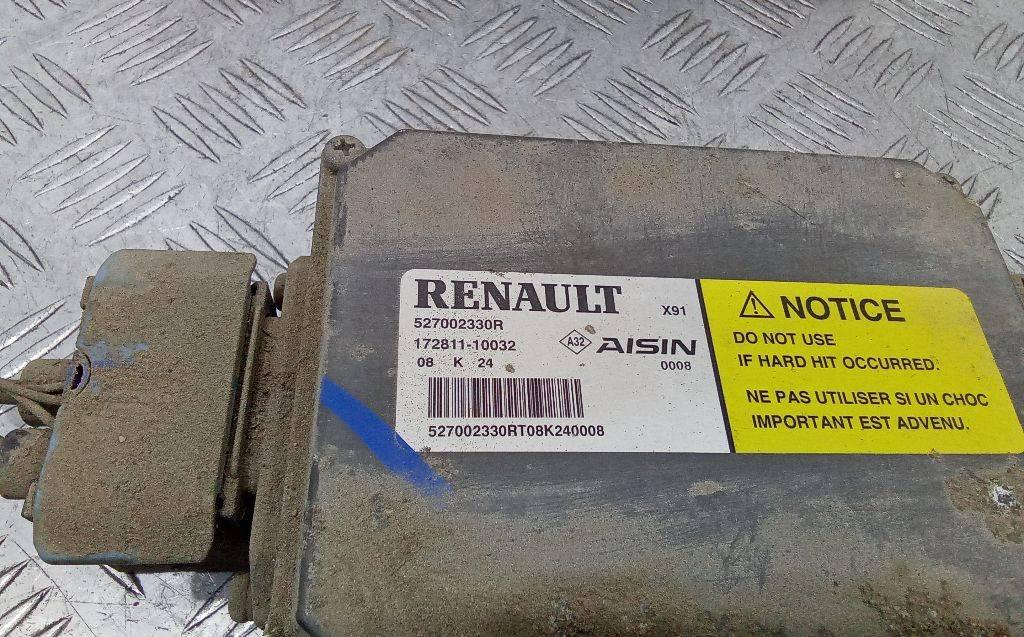 RENAULT X91
527002330R
172811-10032 A32 AISIN
08 K 24 0008
527002330RT08K240008
NOTICE
DO NOT USE
IF HARD HIT OCCURRED.
NE PAS UTILISER SI UN CHOC
IMPORTANT EST ADVENU.